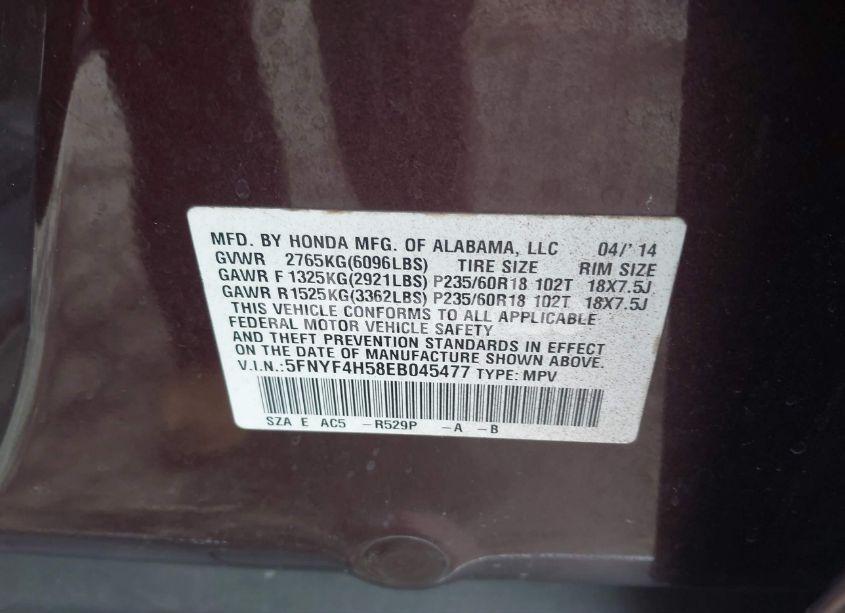 MFD. BY HONDA MFG. OF ALABAMA, LLC 04/'14
GVWR 2765KG(6096LBS) TIRE SIZE RIM SIZE
GAWR F 1325KG(2921LBS) P235/60R18 102T 18X7.5J
GAWR R1525KG(3362LBS) P235/60R18 102T 18X7.5J
THIS VEHICLE CONFORMS TO ALL APPLICABLE
FEDERAL MOTOR VEHICLE SAFETY
AND THEFT PREVENTION STANDARDS IN EFFECT
ON THE DATE OF MANUFACTURE SHOWN ABOVE.
V.I.N.:5FNYF4H58EB045477 TYPE: MPV
SZA E AC5 -R529P -A -B